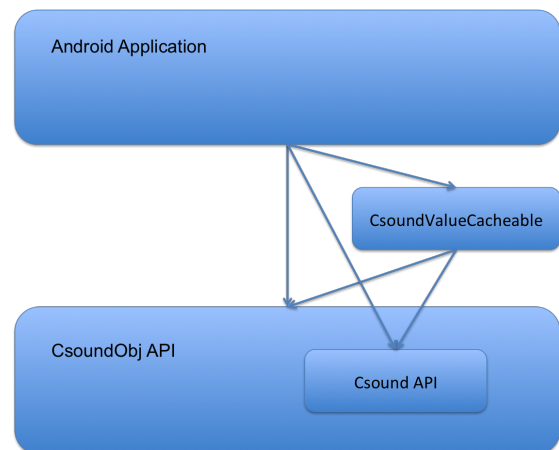 Android Application
CsoundValueCacheable
CsoundObj API
Csound API